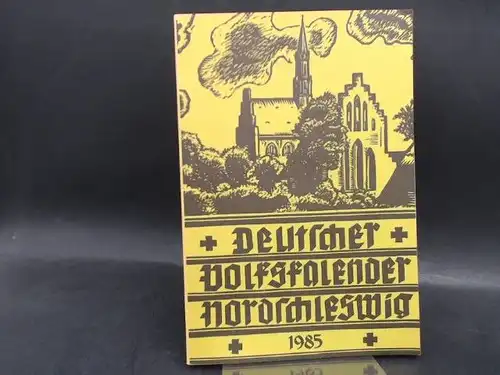 Deutscher
Volkskalender
Nordschleswig
1985